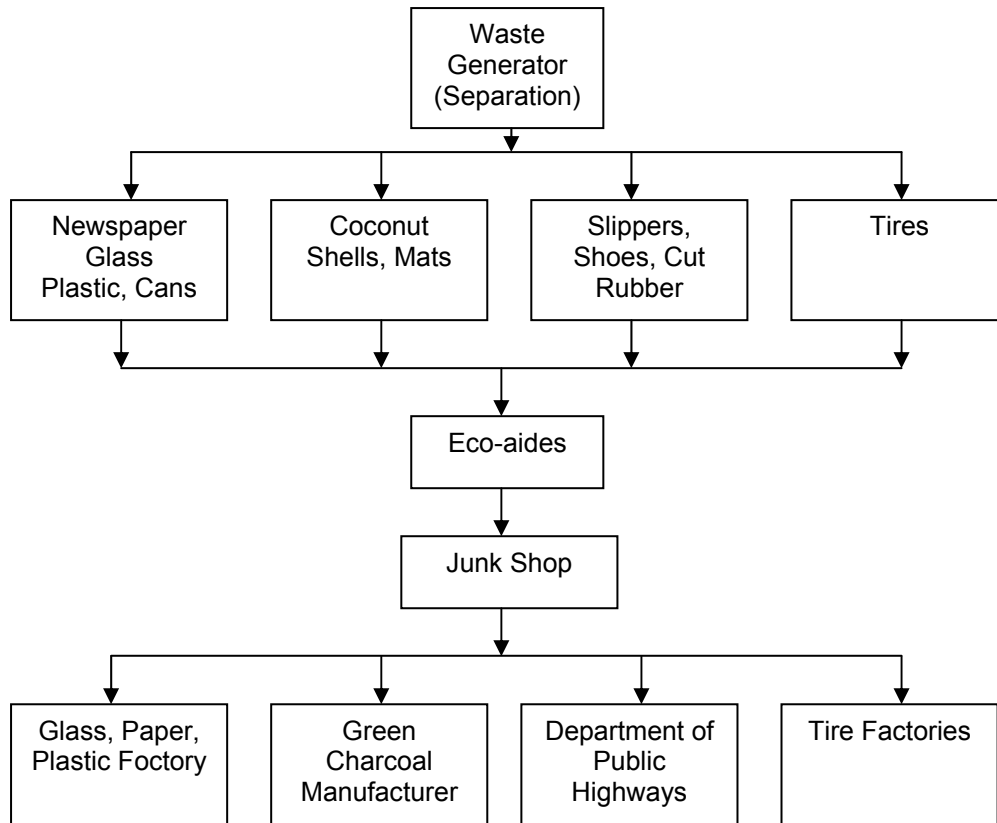 Waste
Generator
(Separation)
Newspaper
Glass
Plastic, Cans
Coconut
Shells, Mats
Slippers,
Shoes, Cut
Rubber
Tires
Eco-aides
Junk Shop
Glass, Paper,
Plastic Foctory
Green
Charcoal
Manufacturer
Department of
Public
Highways
Tire Factories